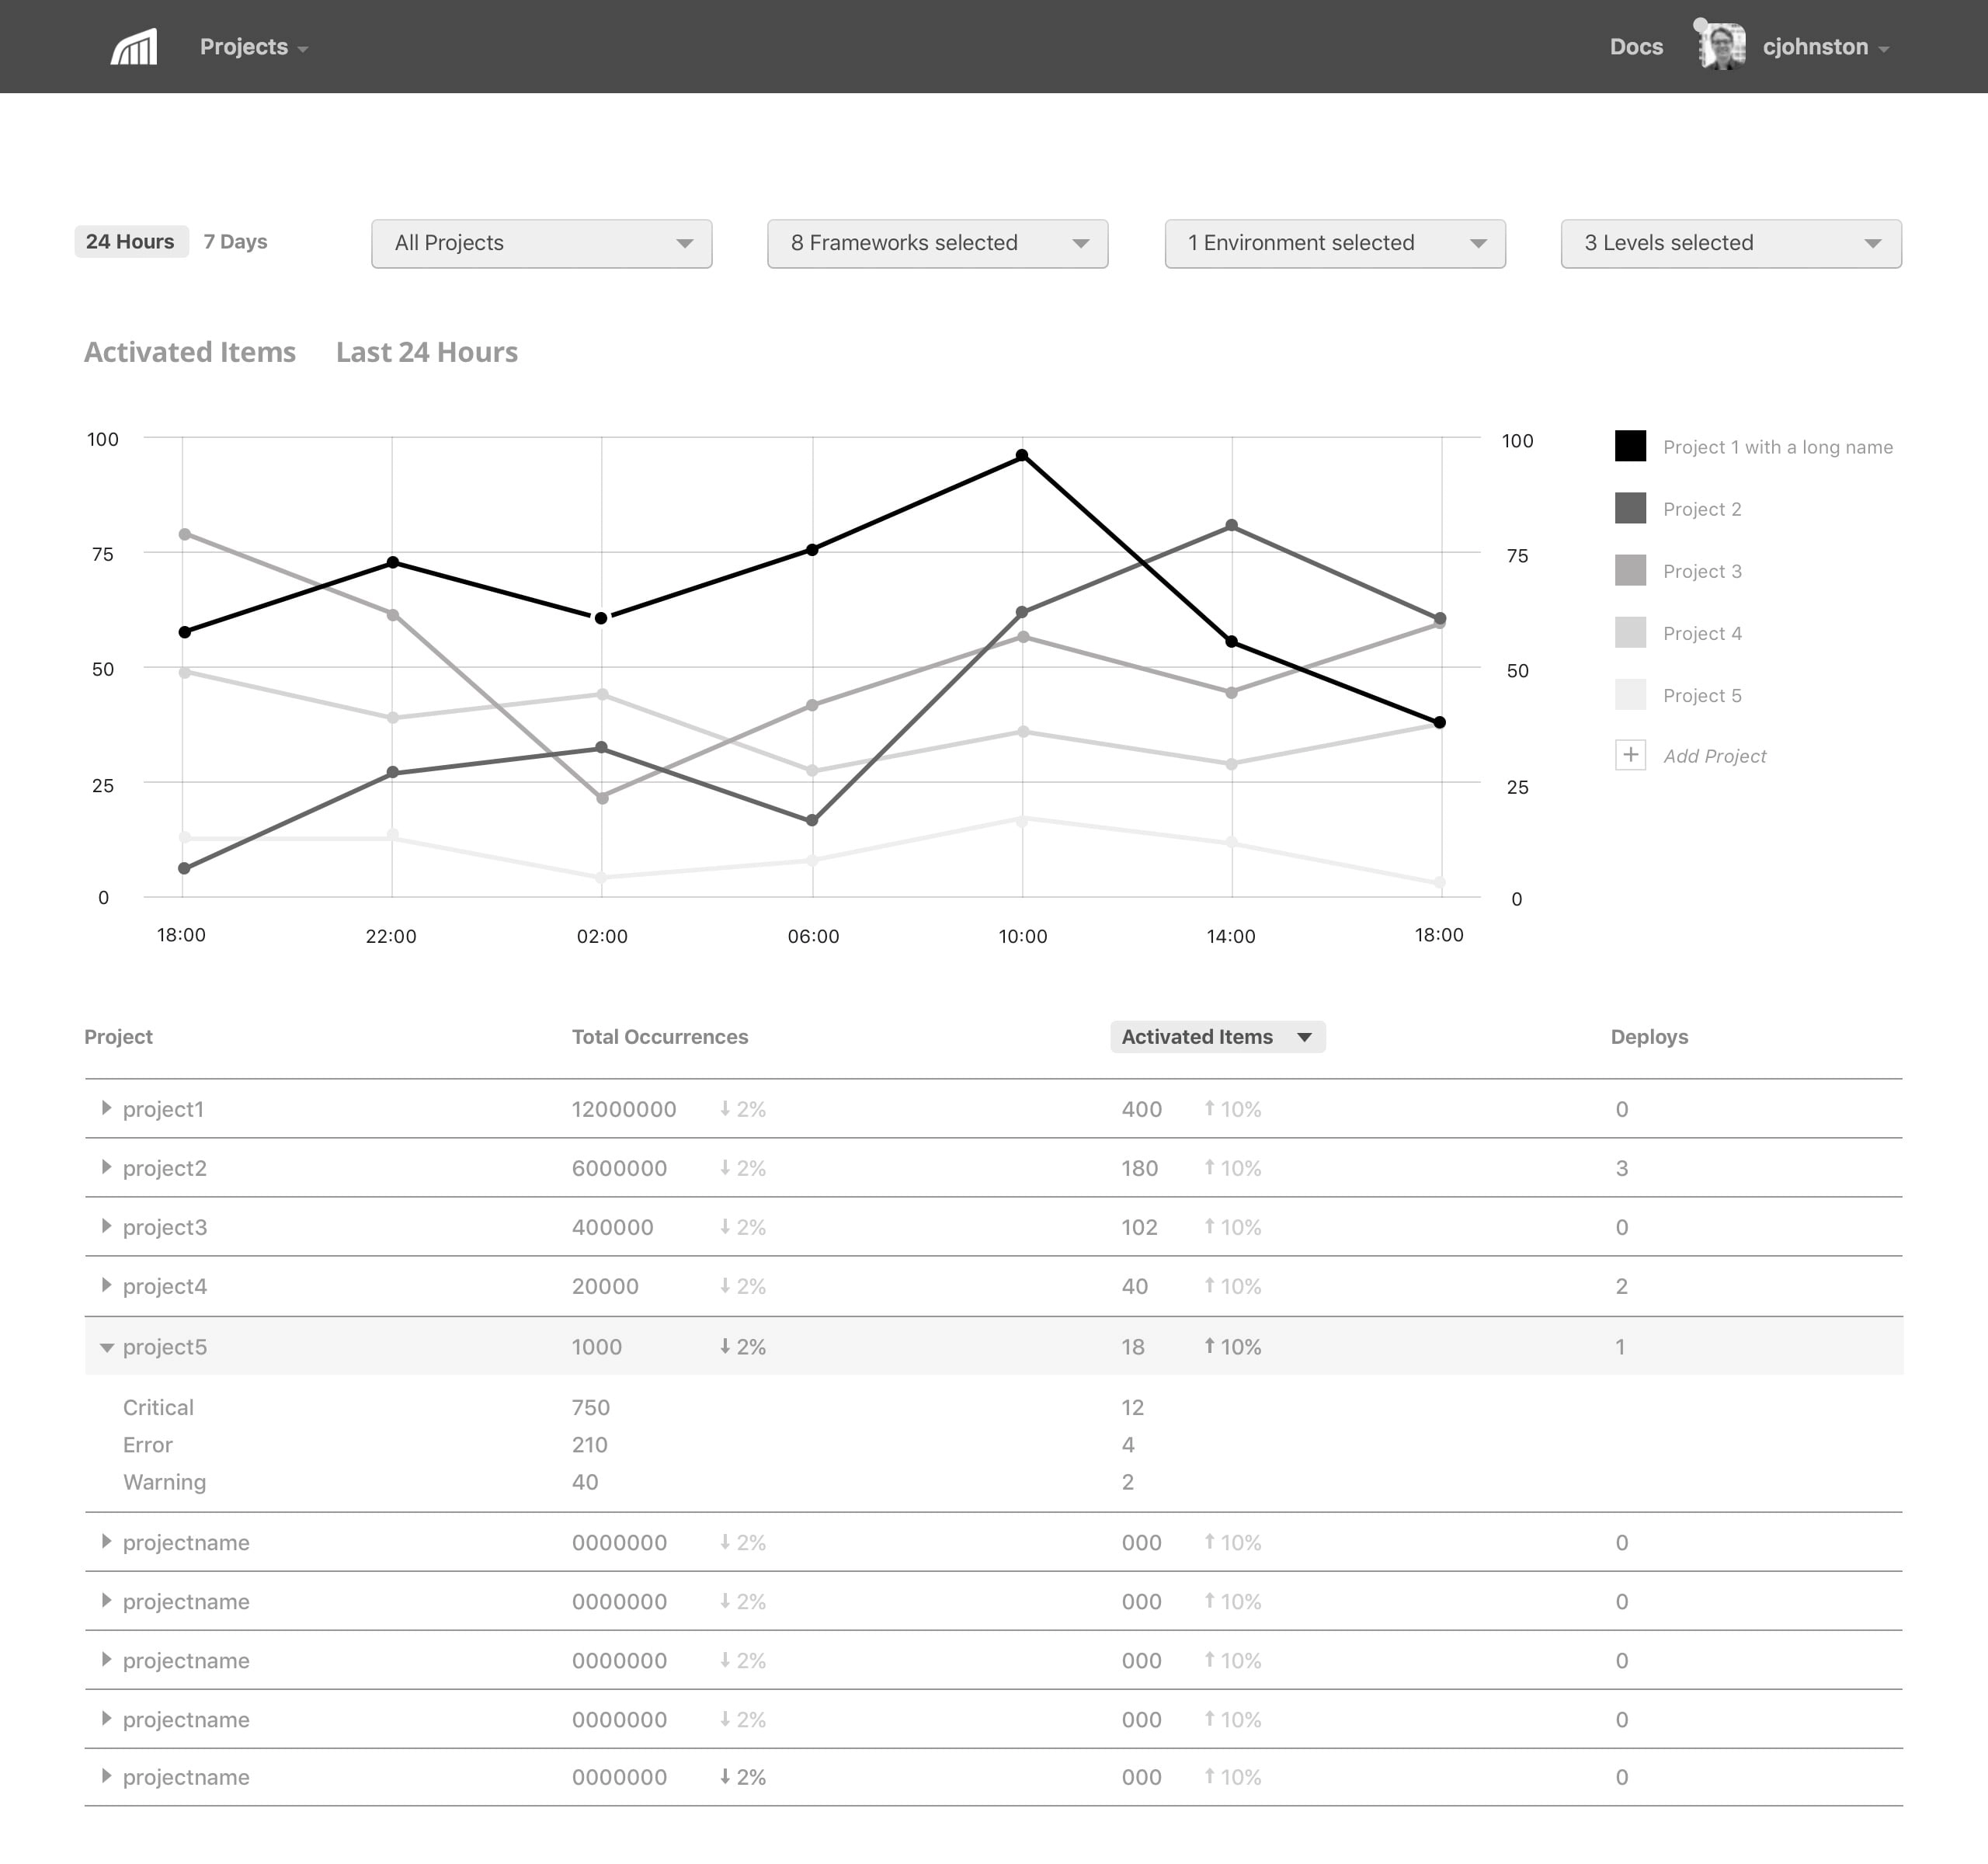 Projects Docs cjohnston
24 Hours 7 Days All Projects 8 Frameworks selected 1 Environment selected 3 Levels selected
Activated Items Last 24 Hours
100 100 Project 1 with a long name
Project 2
75 75 Project 3
Project 4
50 50 Project 5
Add Project
25 25
0 0
18:00 22:00 02:00 06:00 10:00 14:00 18:00
Project Total Occurrences Activated Items Deploys
project1 12000000 2% 400 10% 0
project2 6000000 2% 180 10% 3
project3 400000 2% 102 10% 0
project4 20000 2% 40 10% 2
project5 1000 2% 18 10% 1
Critical 750 12
Error 210 4
Warning 40 2
projectname 0000000 2% 000 10% 0
projectname 0000000 2% 000 10% 0
projectname 0000000 2% 000 10% 0
projectname 0000000 2% 000 10% 0
projectname 0000000 2% 000 10% 0